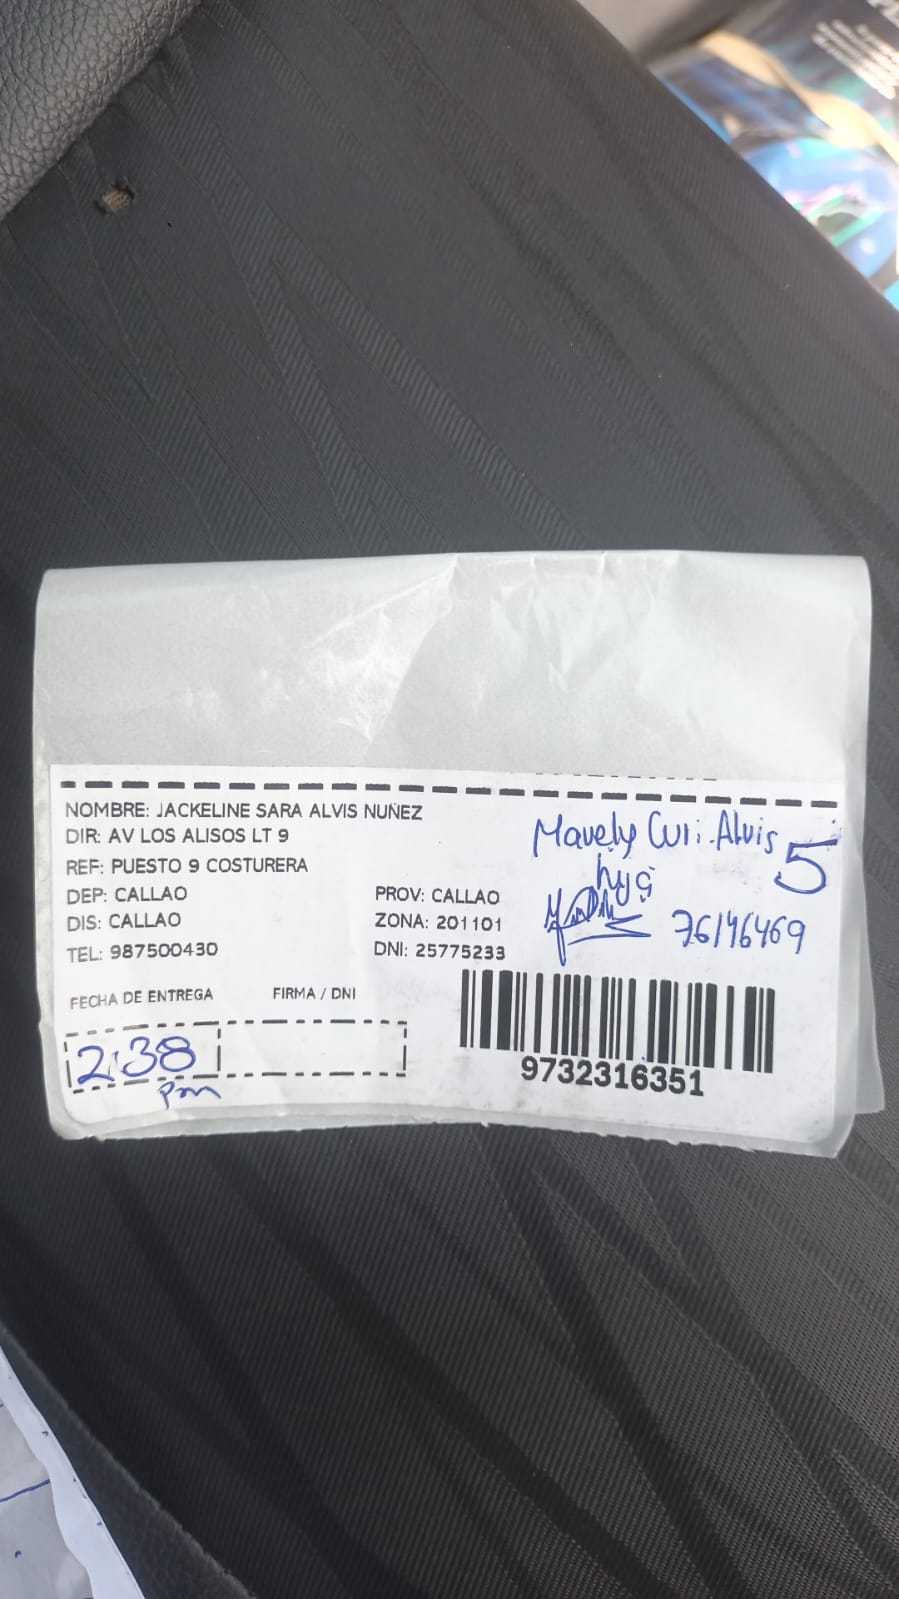 NOMBRE: JACKELINE SARA ALVIS NUÑEZ
DIR: AV LOS ALISOS LT 9
REF: PUESTO 9 COSTURERA
DEP: CALLAO PROV: CALLAO
DIS: CALLAO ZONA: 201101
TEL: 987500430 DNI: 25775233
FECHA DE ENTREGA FIRMA / DNI
2:38
pm
Mavely Curi Alvis
5
hija
76146469
9732316351